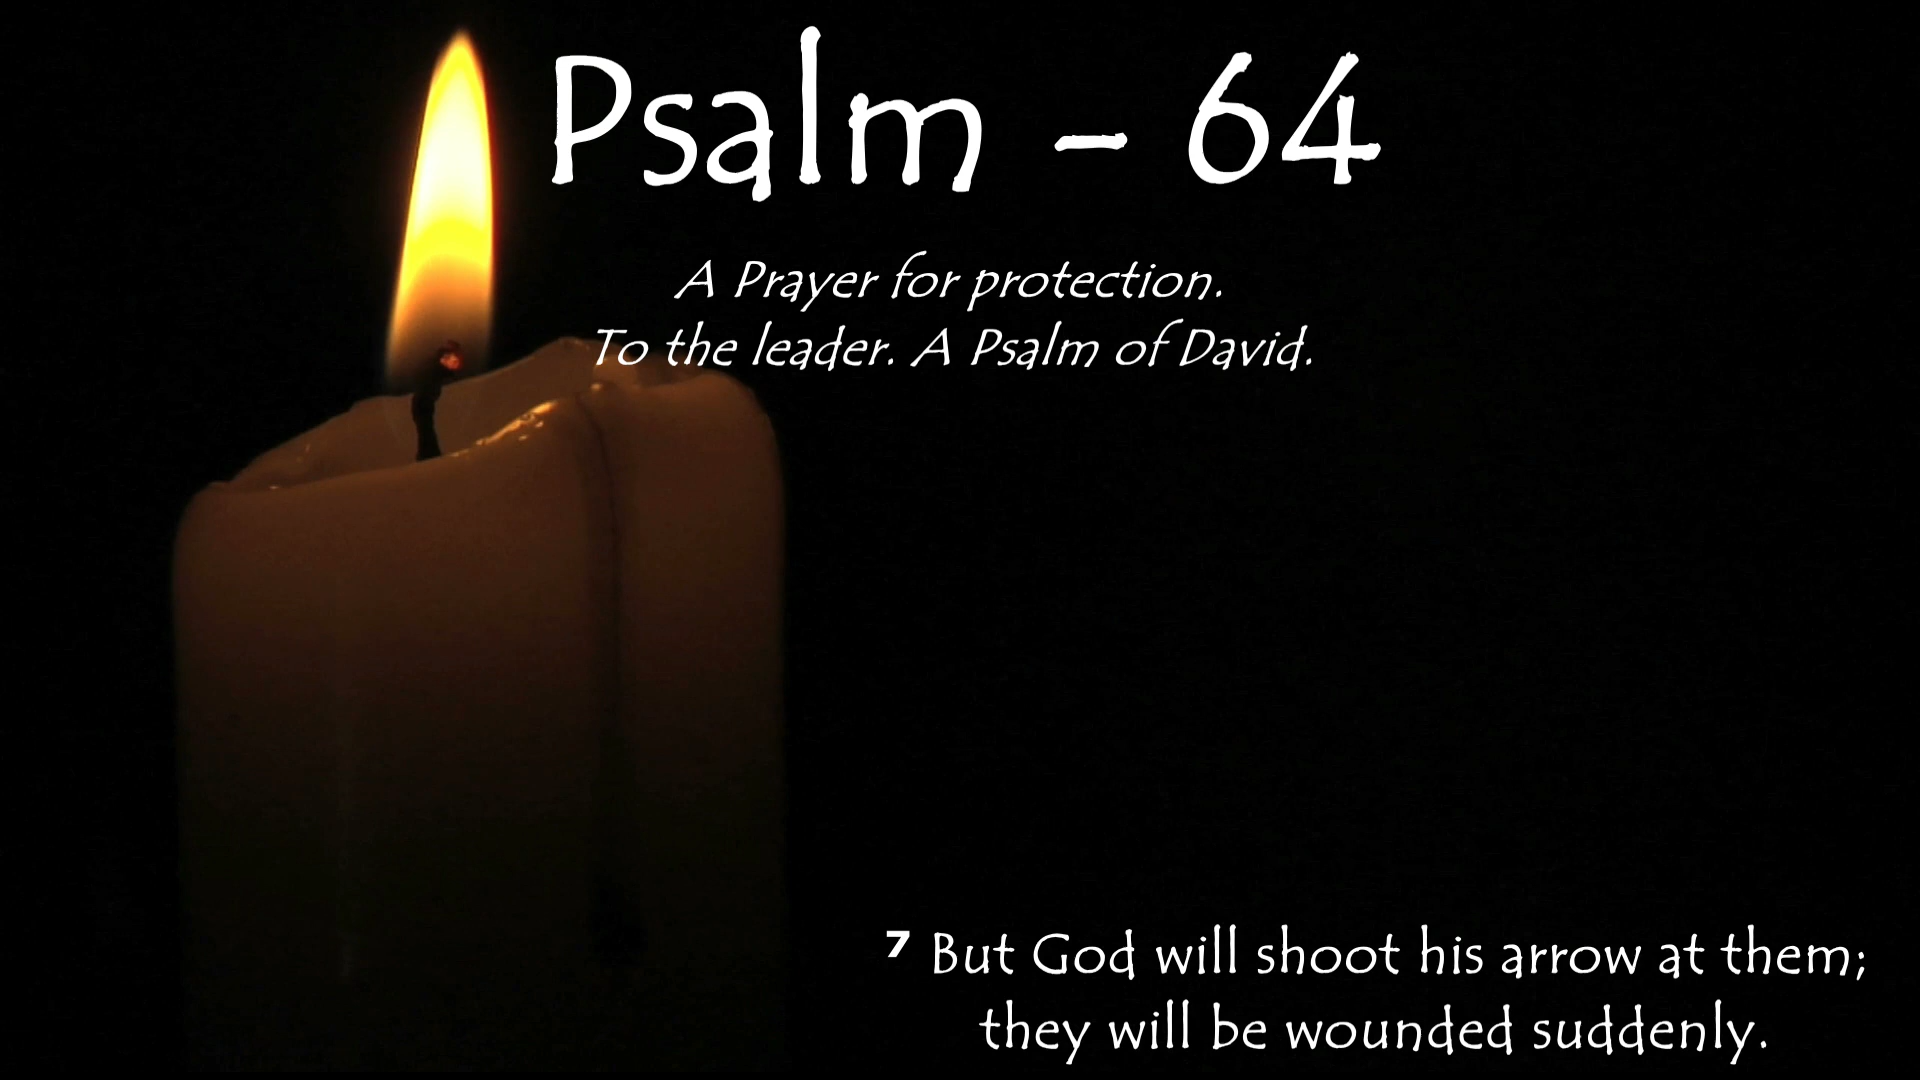 Psalm - 64
A Prayer for protection.
To the leader. A Psalm of David.
7 But God will shoot his arrow at them;
they will be wounded suddenly.